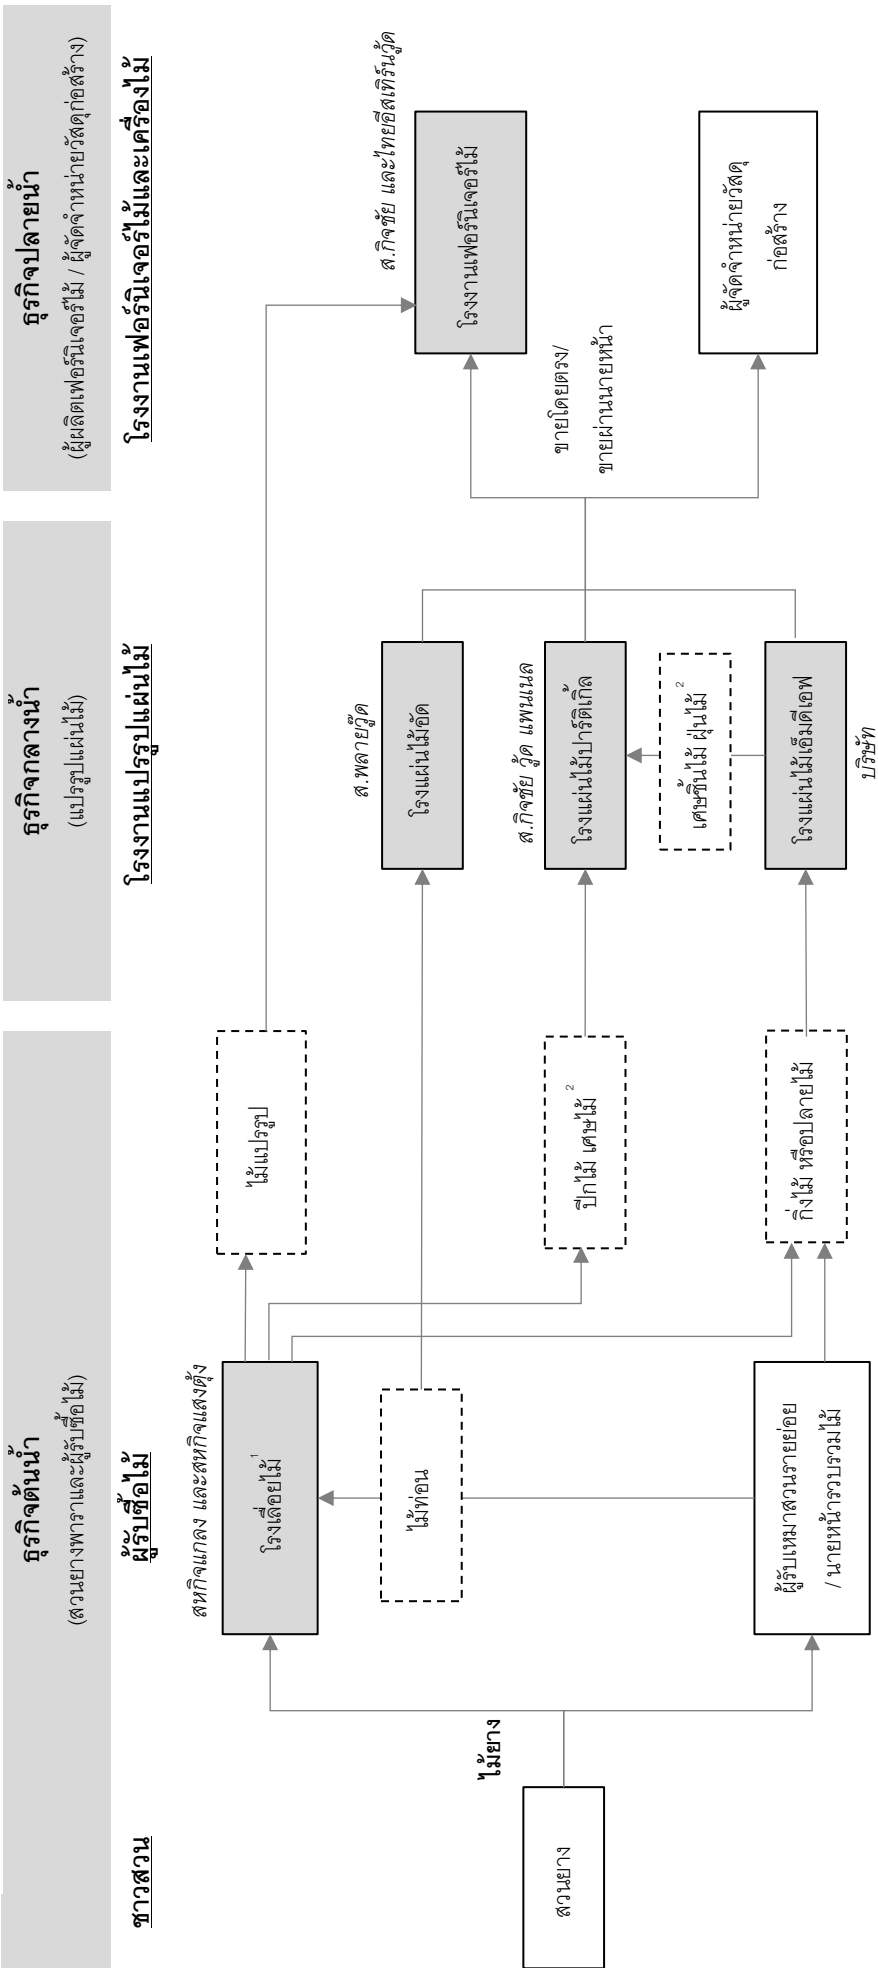 ธุรกิจต้นน้ำ
(สวนยางพาราและผู้รับซื้อไม้)
ธุรกิจกลางน้ำ
(แปรรูปแผ่นไม้)
ธุรกิจปลายน้ำ
(ผู้ผลิตเฟอร์นิเจอร์ไม้ / ผู้จัดจำหน่ายวัสดุก่อสร้าง)
ชาวสวน
ผู้รับซื้อไม้
โรงงานแปรรูปแผ่นไม้
โรงงานเฟอร์นิเจอร์ไม้และเครื่องไม้
สหกิจแกลง และสหกิจแสงตุ้ง
โรงเลื่อยไม้1
ไม้แปรรูป
ส.กิจชัย และไทยอีสเทิร์นวู้ด
โรงงานเฟอร์นิเจอร์ไม้
ส.พลายวู๊ด
ไม้ท่อน
โรงแผ่นไม้อัด
ไม้ยาง
สวนยาง
ส.กิจชัย วู้ด แพนเนล
ปีกไม้ เศษไม้ 2
โรงแผ่นไม้ปาร์ติเกิ้ล
ขายโดยตรง/
ขายผ่านนายหน้า
เศษชิ้นไม้ ฝุ่นไม้ 2
ผู้รับเหมาสวนรายย่อย
/ นายหน้ารวบรวมไม้
กิ่งไม้ หรือปลายไม้
โรงแผ่นไม้เอ็มดีเอฟ
บริษัท
ผู้จัดจำหน่ายวัสดุ
ก่อสร้าง